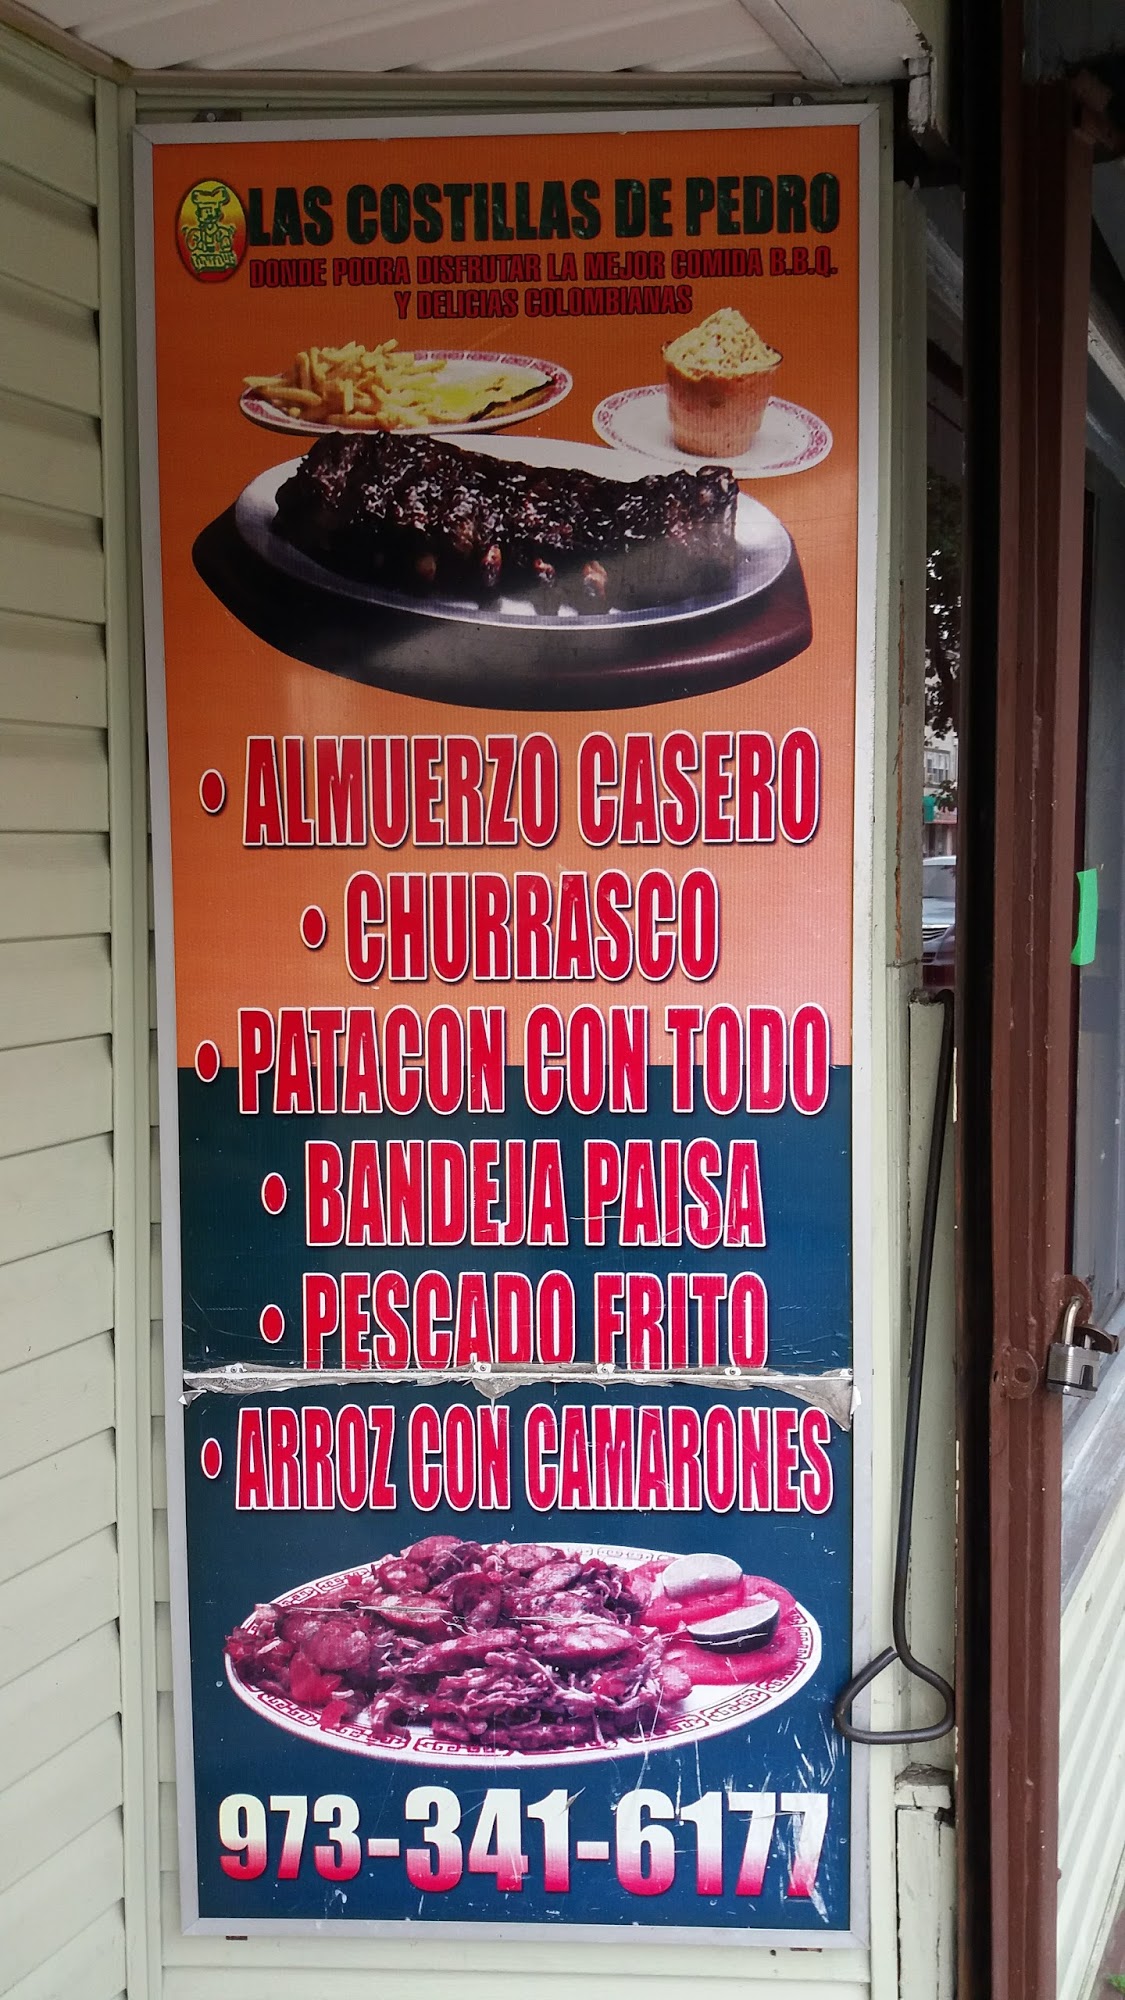 LAS COSTILLAS DE PEDRO
DONDE PODRA DISFRUTAR LA MEJOR COMIDA B.B.Q.
Y DELICIAS COLOMBIANAS
• ALMUERZO CASERO
• CHURRASCO
• PATACON CON TODO
• BANDEJA PAISA
• PESCADO FRITO
• ARROZ CON CAMARONES
973-341-6177